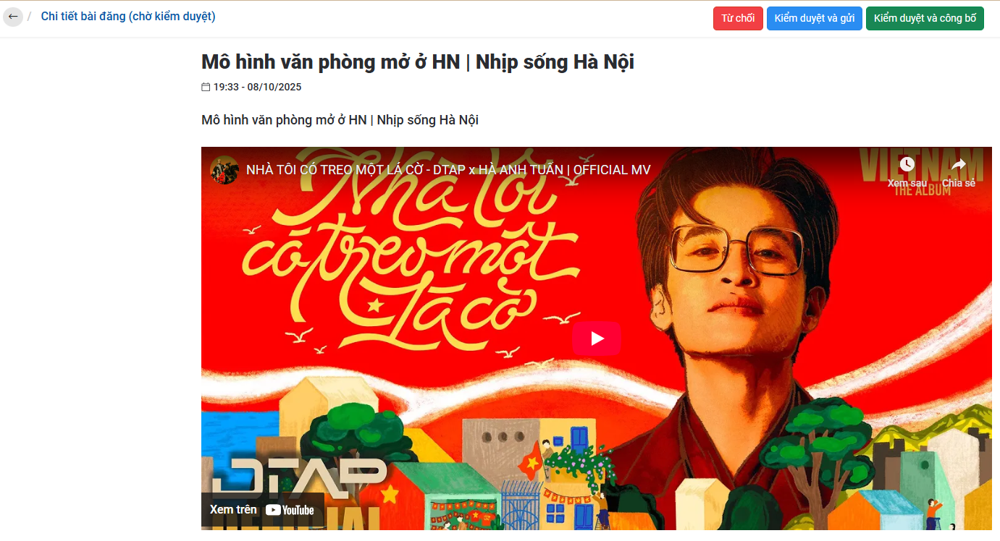 ← / Chi tiết bài đăng (chờ kiểm duyệt)
Từ chối
Kiểm duyệt và gửi
Kiểm duyệt và công bố
Mô hình văn phòng mở ở HN | Nhịp sống Hà Nội
19:33 - 08/10/2025
Mô hình văn phòng mở ở HN | Nhịp sống Hà Nội
NHÀ TÔI CÓ TREO MỘT LÁ CỜ - DTAP x HÀ ANH TUẤN | OFFICIAL MV
Xem sau
Chia sẻ
VIETNAM
THE ALBUM
Nhà tôi
có treo một
Lá cờ
DTAP
Xem trên YouTube
OFFICIAL